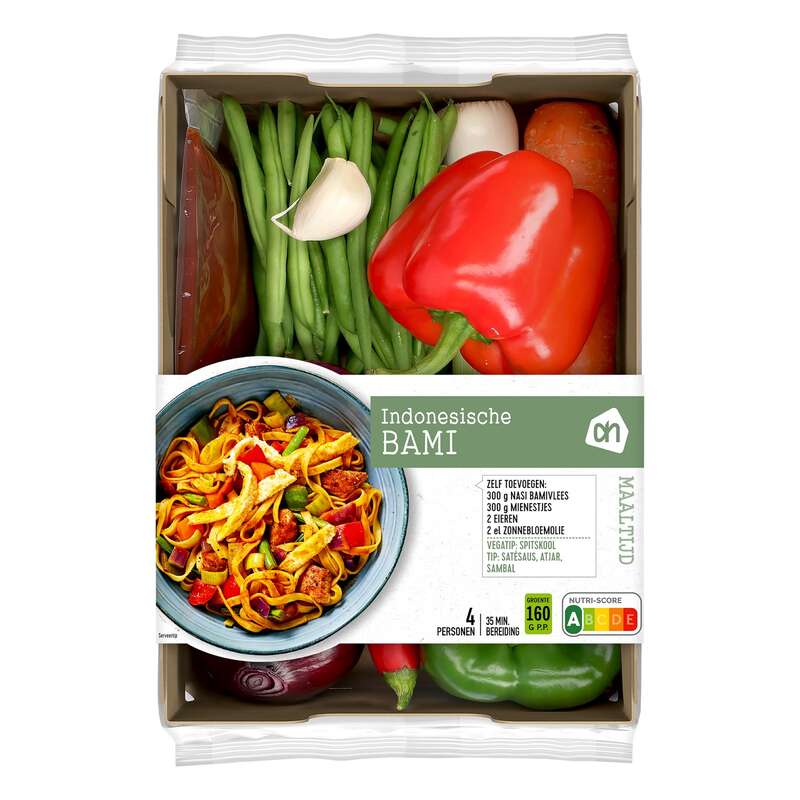 Indonesische
BAMI
ah
MAALTIJD
ZELF TOEVOEGEN:
300 g NASI BAMIVLEES
300 g MIENESTJES
2 EIEREN
2 el ZONNEBLOEMOLIE
VEGATIP: SPITSKOOL
TIP: SATÉSAUS, ATJAR,
SAMBAL
4
PERSONEN
35 MIN.
BEREIDING
GROENTE
160
G P.P.
NUTRI-SCORE
A B C D E
Serveertip